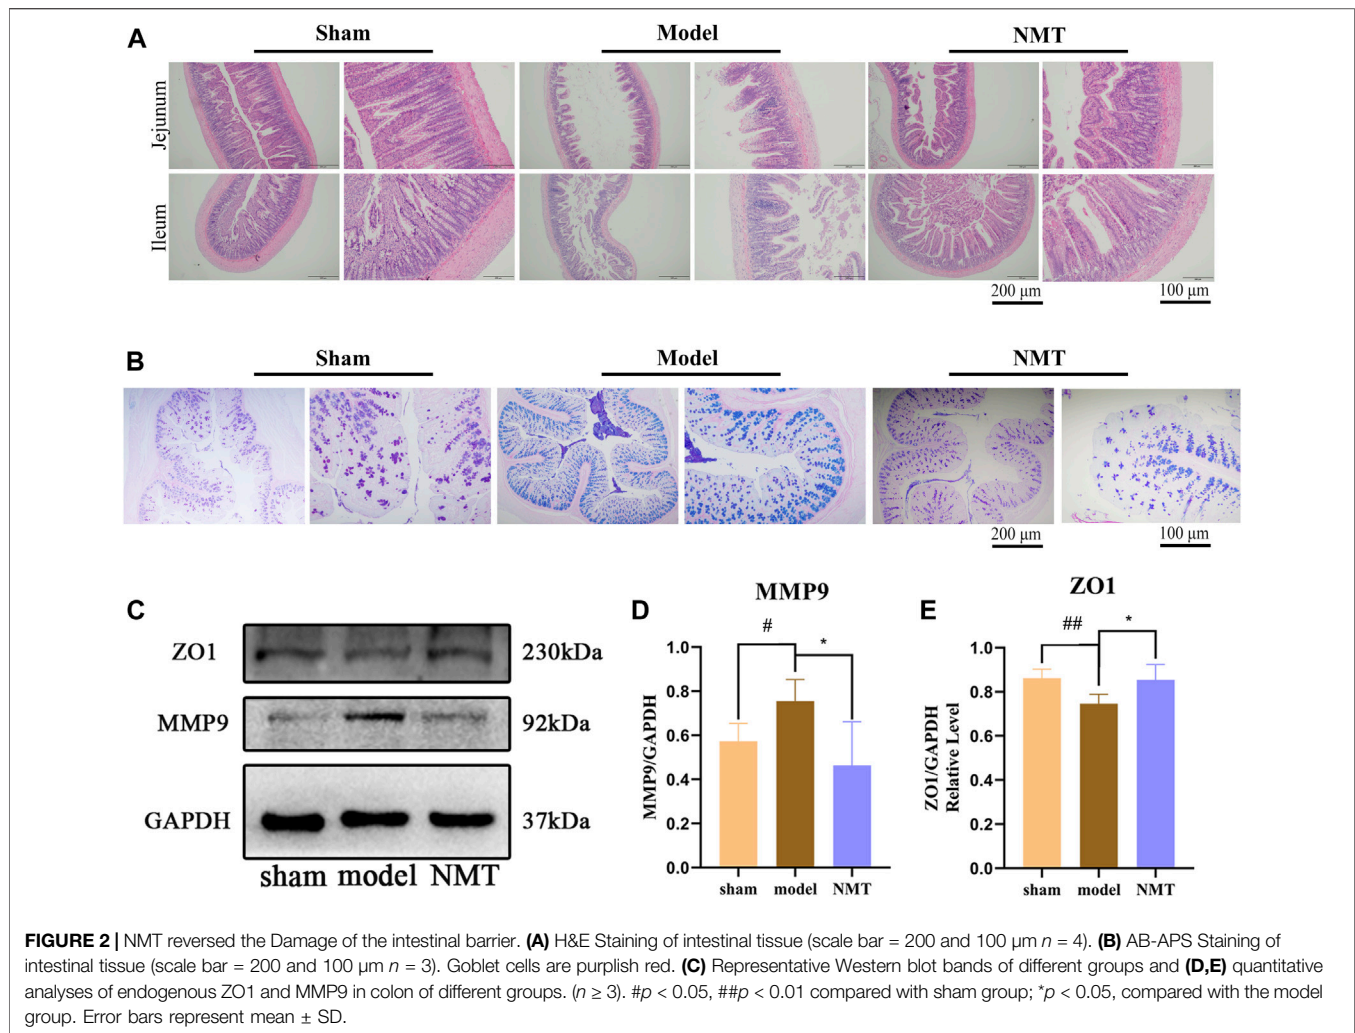 A
Sham
Model
NMT
Jejunum
Ileum
200 μm
100 μm
B
Sham
Model
NMT
200 μm
100 μm
C
ZO1
230kDa
MMP9
92kDa
GAPDH
37kDa
sham model NMT
D
MMP9
#
*
MMP9/GAPDH
1.0
0.8
0.6
0.4
0.2
0.0
sham
model
NMT
E
ZO1
##
*
ZO1/GAPDH
Relative Level
1.0
0.8
0.6
0.4
0.2
0.0
sham
model
NMT
FIGURE 2 | NMT reversed the Damage of the intestinal barrier. (A) H&E Staining of intestinal tissue (scale bar = 200 and 100 μm n = 4). (B) AB-APS Staining of
intestinal tissue (scale bar = 200 and 100 μm n = 3). Goblet cells are purplish red. (C) Representative Western blot bands of different groups and (D,E) quantitative
analyses of endogenous ZO1 and MMP9 in colon of different groups. (n ≥ 3). #p < 0.05, ##p < 0.01 compared with sham group; *p < 0.05, compared with the model
group. Error bars represent mean ± SD.